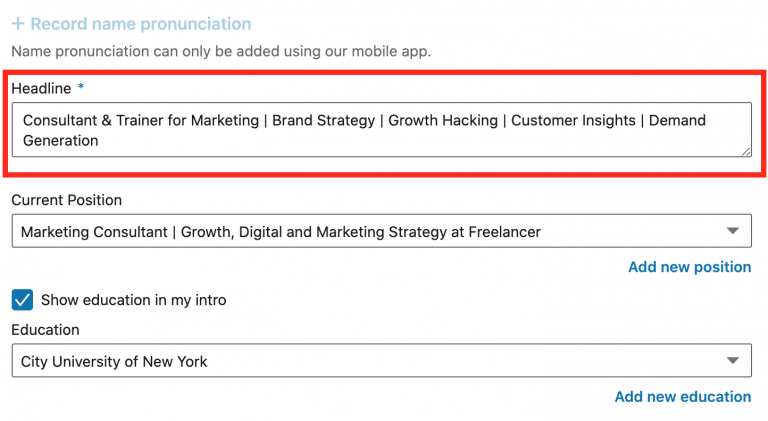 + Record name pronunciation
Name pronunciation can only be added using our mobile app.
Headline *
Consultant & Trainer for Marketing | Brand Strategy | Growth Hacking | Customer Insights | Demand
Generation
Current Position
Marketing Consultant | Growth, Digital and Marketing Strategy at Freelancer
Add new position
Show education in my intro
Education
City University of New York
Add new education